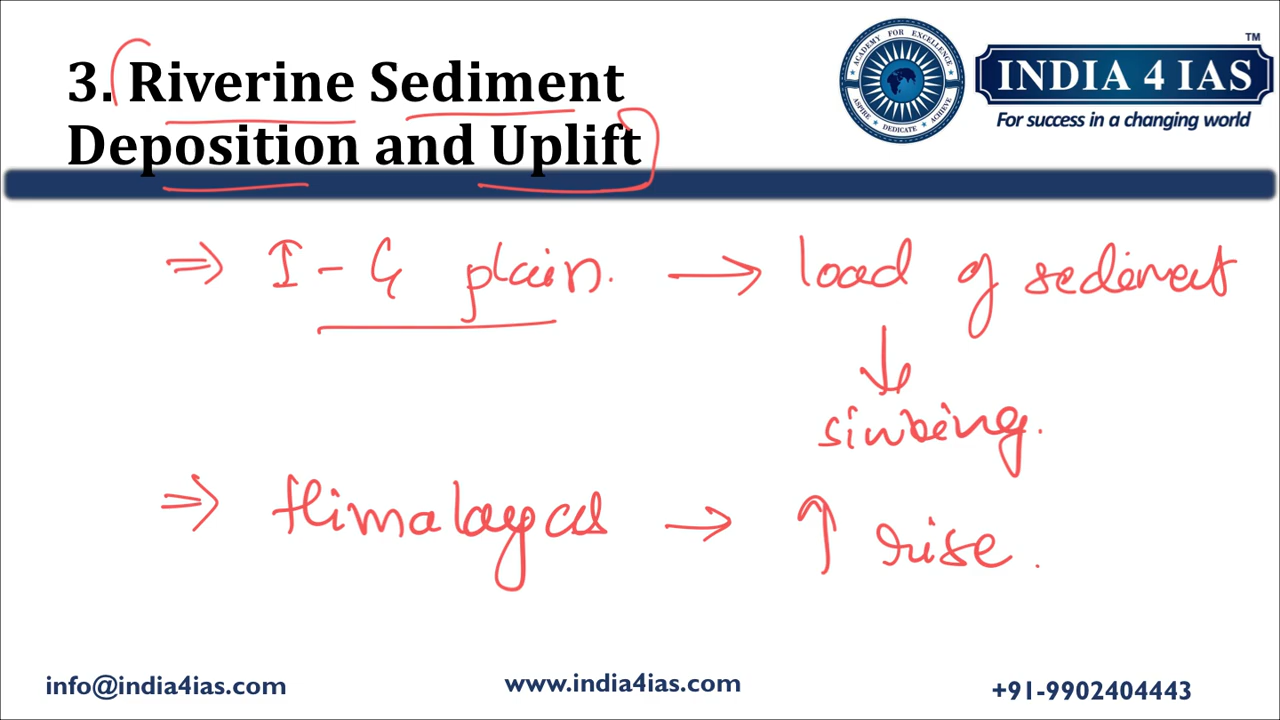 3. Riverine Sediment
Deposition and Uplift
ACADEMY FOR EXCELLENCE
ASPIRE DEDICATE ACHIEVE
INDIA 4 IAS
TM
For success in a changing world
⇒ I-G plain. → load of sediment
↓
sinking.
⇒ Himalayas → ↑ rise.
info@india4ias.com
www.india4ias.com
+91-9902404443